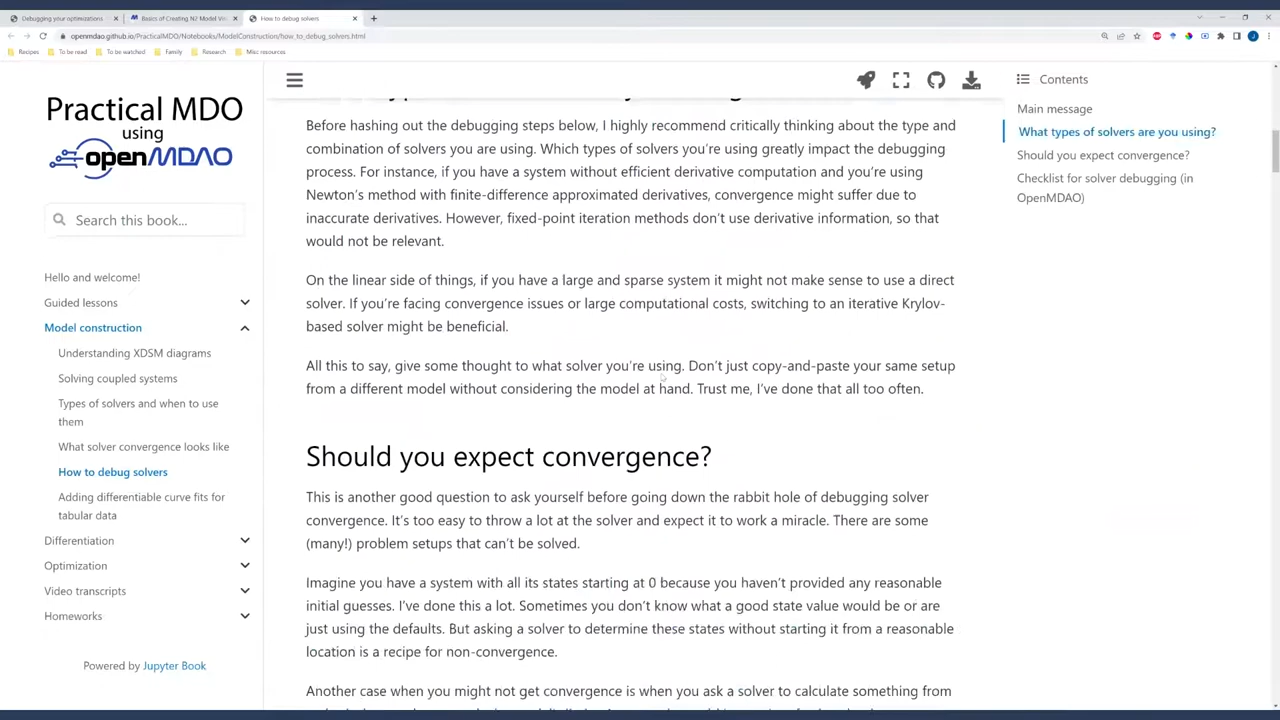 Debugging your optimizations
Basics of Creating N2 Model Vis
How to debug solvers
openmdao.github.io/PracticalMDO/Notebooks/ModelConstruction/how_to_debug_solvers.html
Recipes
To be read
To be watched
Family
Research
Misc resources
Practical MDO
using
openMDAO
Search this book...
Hello and welcome!
Guided lessons
Model construction
Understanding XDSM diagrams
Solving coupled systems
Types of solvers and when to use
them
What solver convergence looks like
How to debug solvers
Adding differentiable curve fits for
tabular data
Differentiation
Optimization
Video transcripts
Homeworks
Powered by Jupyter Book
Before hashing out the debugging steps below, I highly recommend critically thinking about the type and
combination of solvers you are using. Which types of solvers you're using greatly impact the debugging
process. For instance, if you have a system without efficient derivative computation and you're using
Newton's method with finite-difference approximated derivatives, convergence might suffer due to
inaccurate derivatives. However, fixed-point iteration methods don't use derivative information, so that
would not be relevant.
On the linear side of things, if you have a large and sparse system it might not make sense to use a direct
solver. If you're facing convergence issues or large computational costs, switching to an iterative Krylov-
based solver might be beneficial.
All this to say, give some thought to what solver you're using. Don't just copy-and-paste your same setup
from a different model without considering the model at hand. Trust me, I've done that all too often.
Should you expect convergence?
This is another good question to ask yourself before going down the rabbit hole of debugging solver
convergence. It's too easy to throw a lot at the solver and expect it to work a miracle. There are some
(many!) problem setups that can't be solved.
Imagine you have a system with all its states starting at 0 because you haven't provided any reasonable
initial guesses. I've done this a lot. Sometimes you don't know what a good state value would be or are
just using the defaults. But asking a solver to determine these states without starting it from a reasonable
location is a recipe for non-convergence.
Another case when you might not get convergence is when you ask a solver to calculate something from
Contents
Main message
What types of solvers are you using?
Should you expect convergence?
Checklist for solver debugging (in
OpenMDAO)